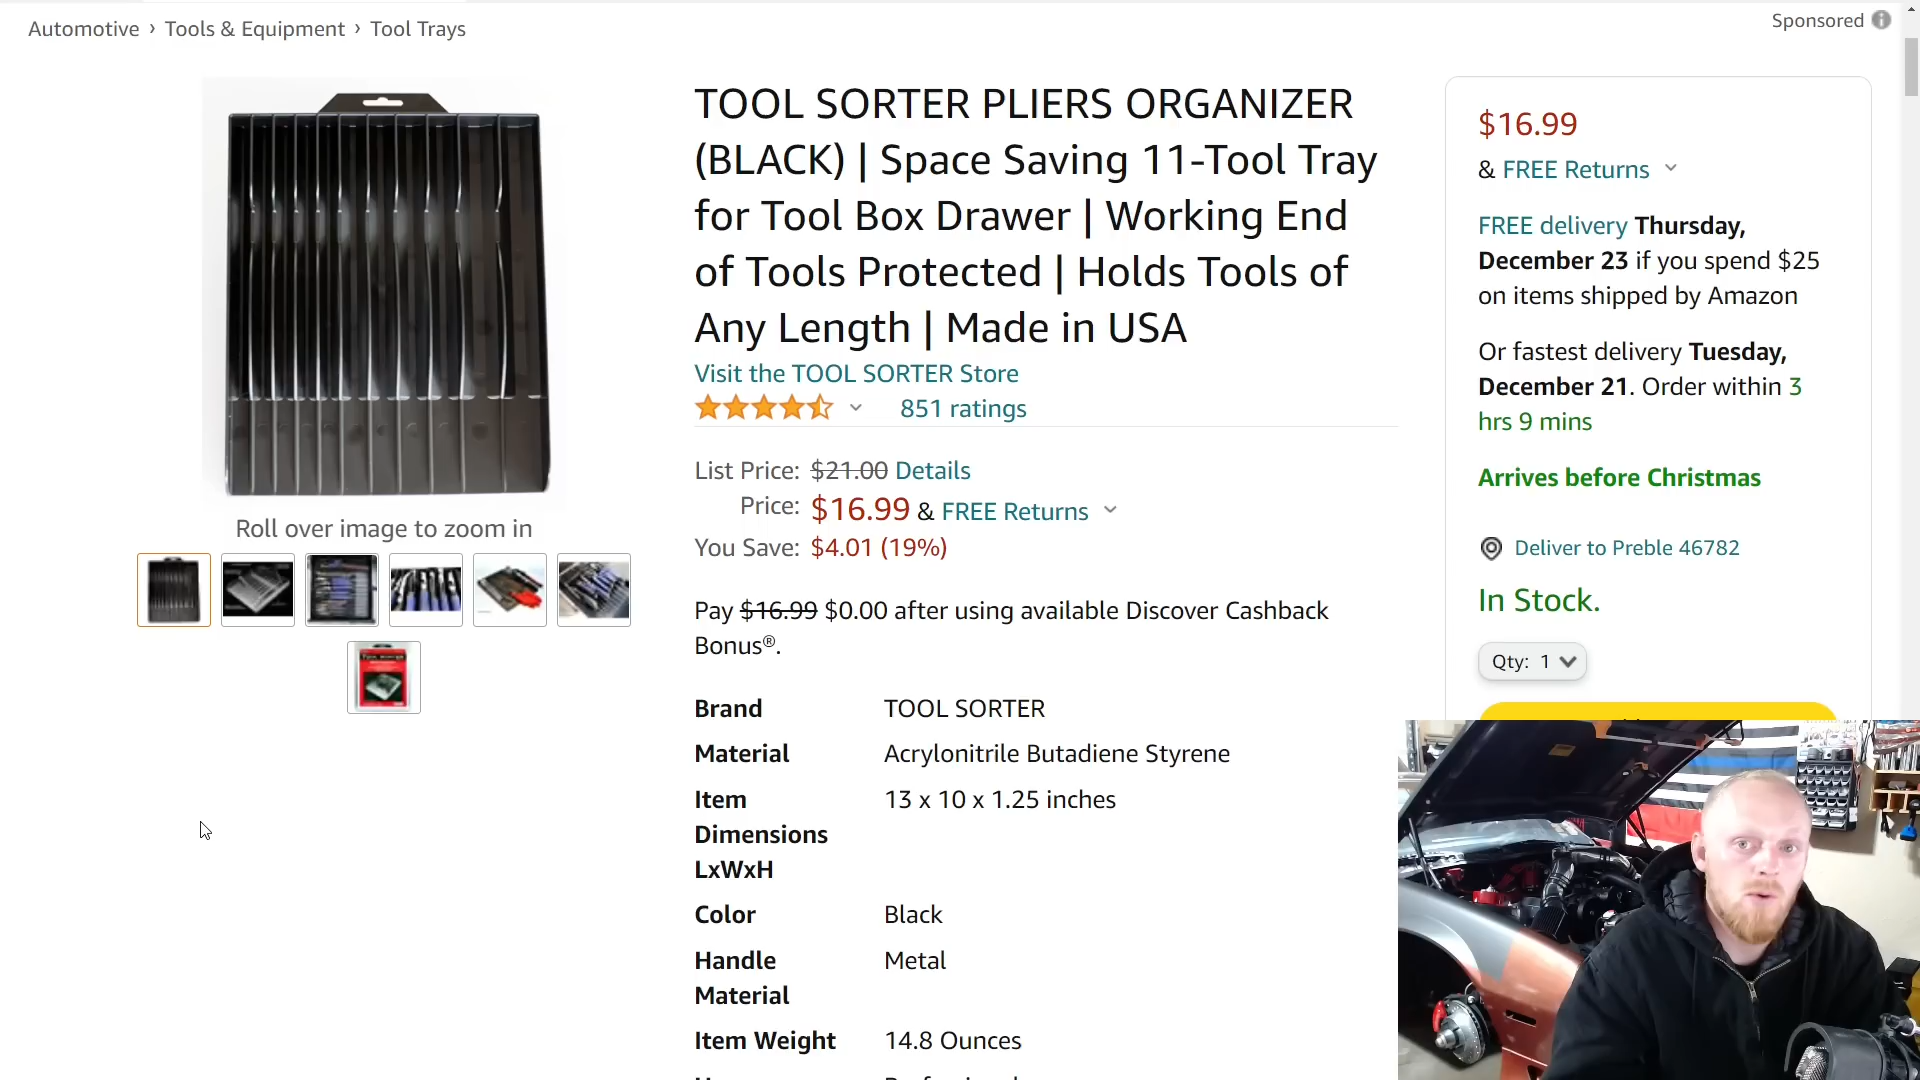 Automotive › Tools & Equipment › Tool Trays
Sponsored
TOOL SORTER PLIERS ORGANIZER
(BLACK) | Space Saving 11-Tool Tray
for Tool Box Drawer | Working End
of Tools Protected | Holds Tools of
Any Length | Made in USA
Visit the TOOL SORTER Store
851 ratings
List Price: $21.00 Details
Price: $16.99 & FREE Returns
You Save: $4.01 (19%)
Pay $16.99 $0.00 after using available Discover Cashback
Bonus®.
Brand TOOL SORTER
Material Acrylonitrile Butadiene Styrene
Item 13 x 10 x 1.25 inches
Dimensions
LxWxH
Color Black
Handle Metal
Material
Item Weight 14.8 Ounces
Roll over image to zoom in
$16.99
& FREE Returns
FREE delivery Thursday,
December 23 if you spend $25
on items shipped by Amazon
Or fastest delivery Tuesday,
December 21. Order within 3
hrs 9 mins
Arrives before Christmas
Deliver to Preble 46782
In Stock.
Qty: 1